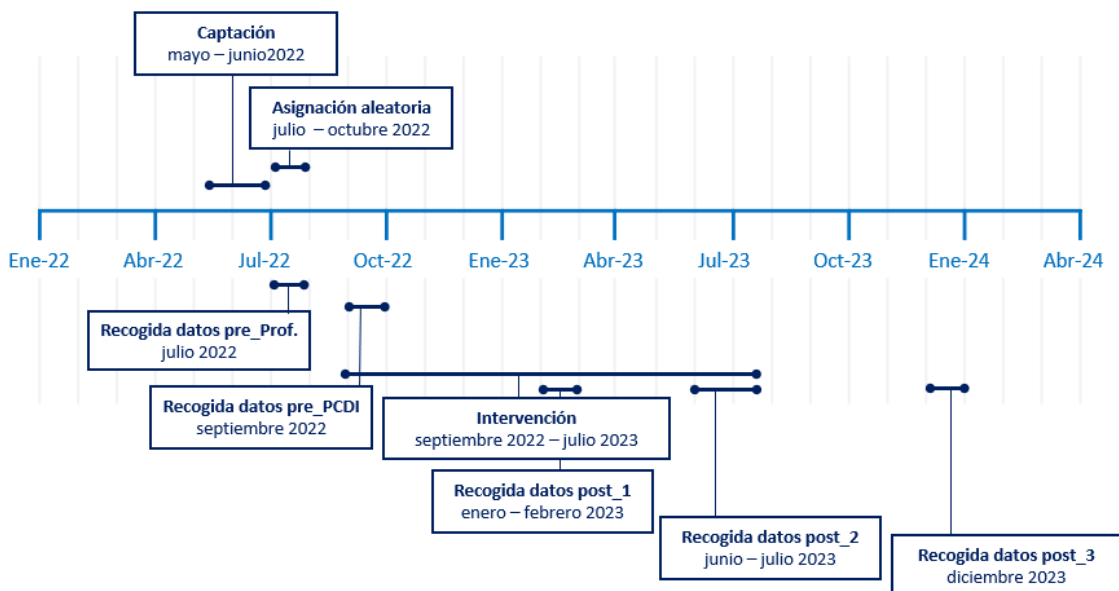 Captación
mayo – junio2022
Asignación aleatoria
julio – octubre 2022
Ene-22 Abr-22 Jul-22 Oct-22 Ene-23 Abr-23 Jul-23 Oct-23 Ene-24 Abr-24
Recogida datos pre_Prof.
julio 2022
Recogida datos pre_PCDI
septiembre 2022
Intervención
septiembre 2022 – julio 2023
Recogida datos post_1
enero – febrero 2023
Recogida datos post_2
junio – julio 2023
Recogida datos post_3
diciembre 2023